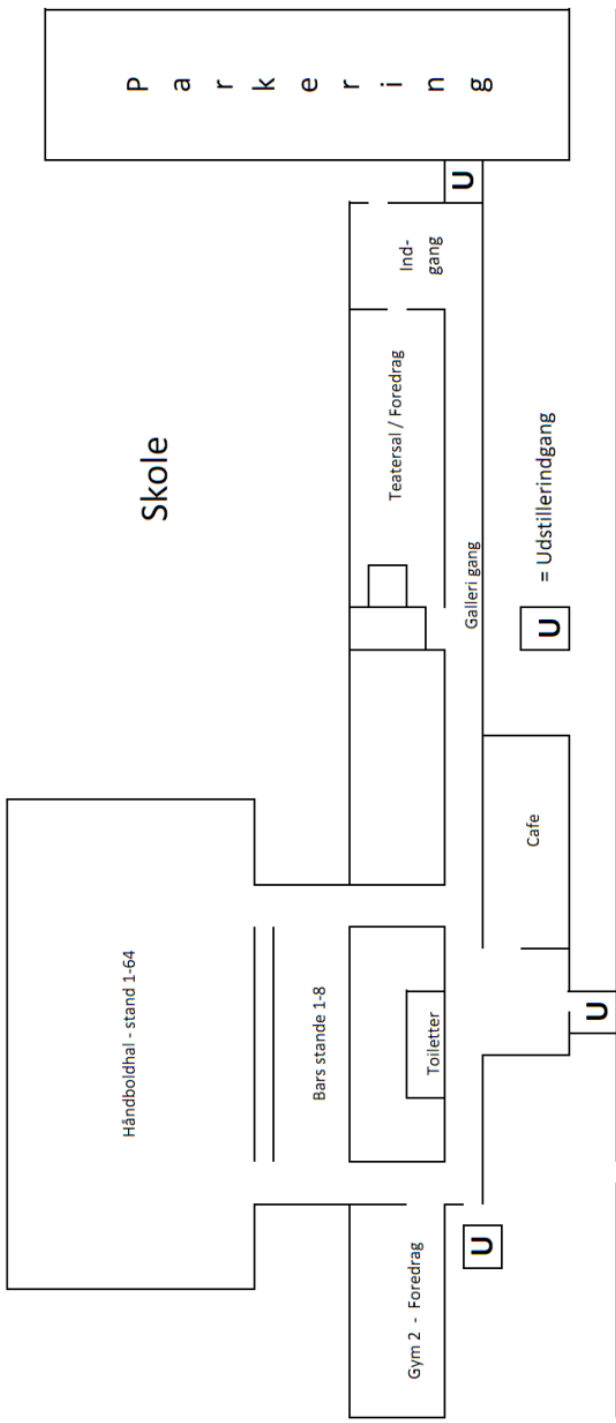 Parkering
U
Ind-
gang
Teatersal / Foredrag
Skole
Galleri gang
U
= Udstillerindgang
Cafe
Håndboldhal - stand 1-64
Bars stande 1-8
Toiletter
U
Gym 2 - Foredrag
U